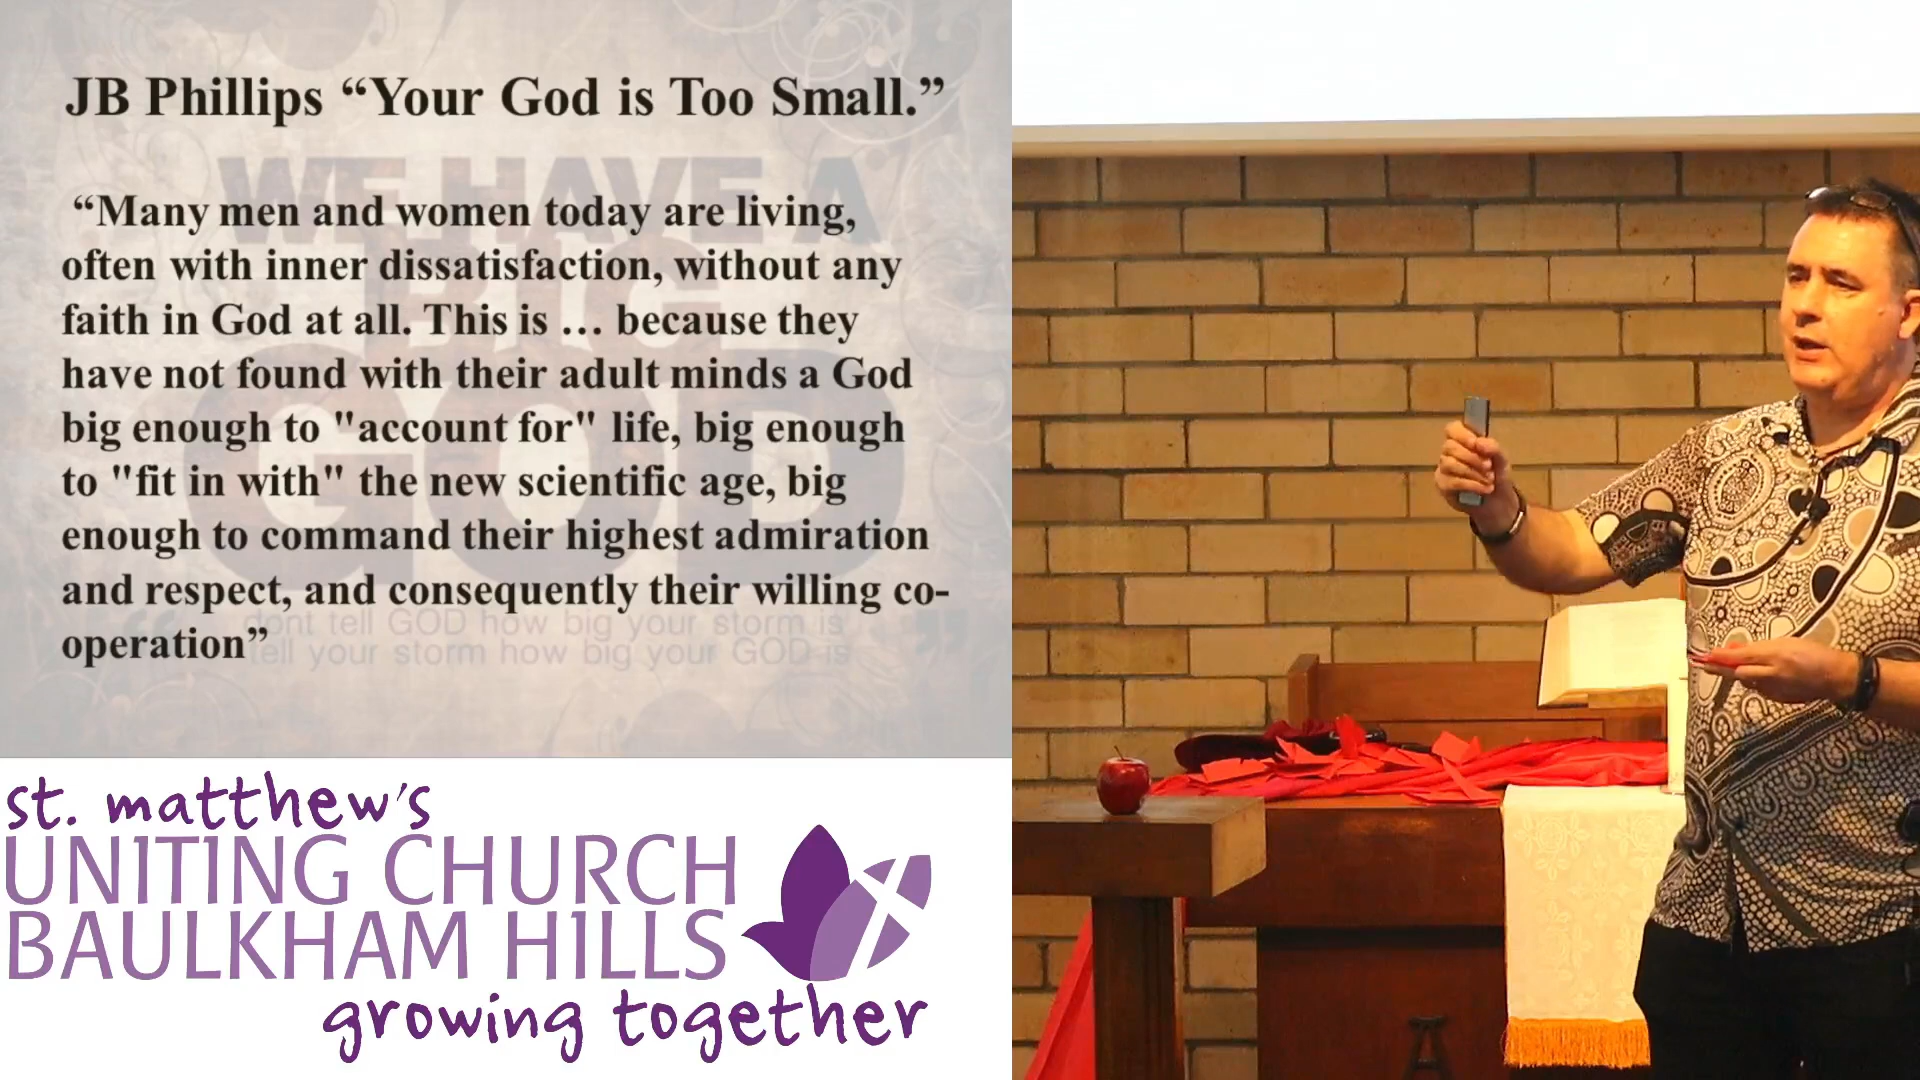 JB Phillips “Your God is Too Small.”
“Many men and women today are living,
often with inner dissatisfaction, without any
faith in God at all. This is … because they
have not found with their adult minds a God
big enough to "account for" life, big enough
to "fit in with" the new scientific age, big
enough to command their highest admiration
and respect, and consequently their willing co-
operation”
WE HAVE A
BIG
GOD
dont tell GOD how big your storm is
tell your storm how big your GOD is
st. matthew's
UNITING CHURCH
BAULKHAM HILLS
growing together